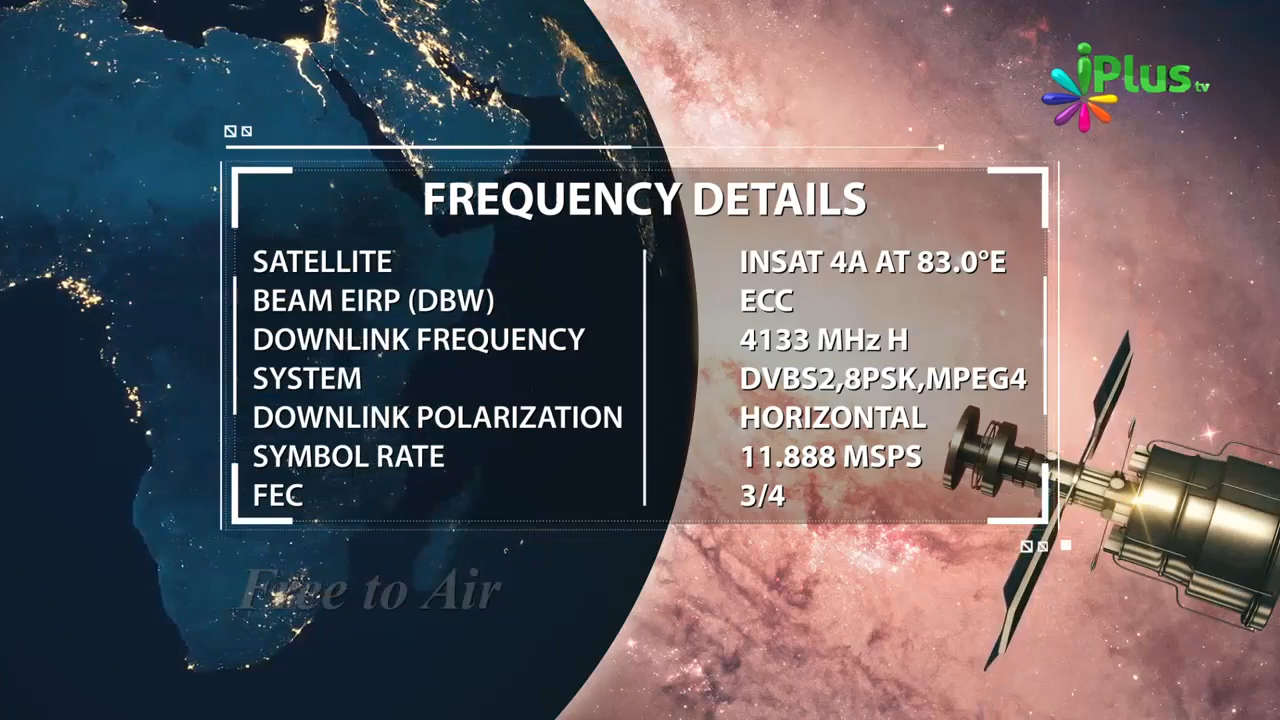 iPlus tv
FREQUENCY DETAILS
SATELLITE INSAT 4A AT 83.0°E
BEAM EIRP (DBW) ECC
DOWNLINK FREQUENCY 4133 MHz H
SYSTEM DVBS2,8PSK,MPEG4
DOWNLINK POLARIZATION HORIZONTAL
SYMBOL RATE 11.888 MSPS
FEC 3/4
Free to Air